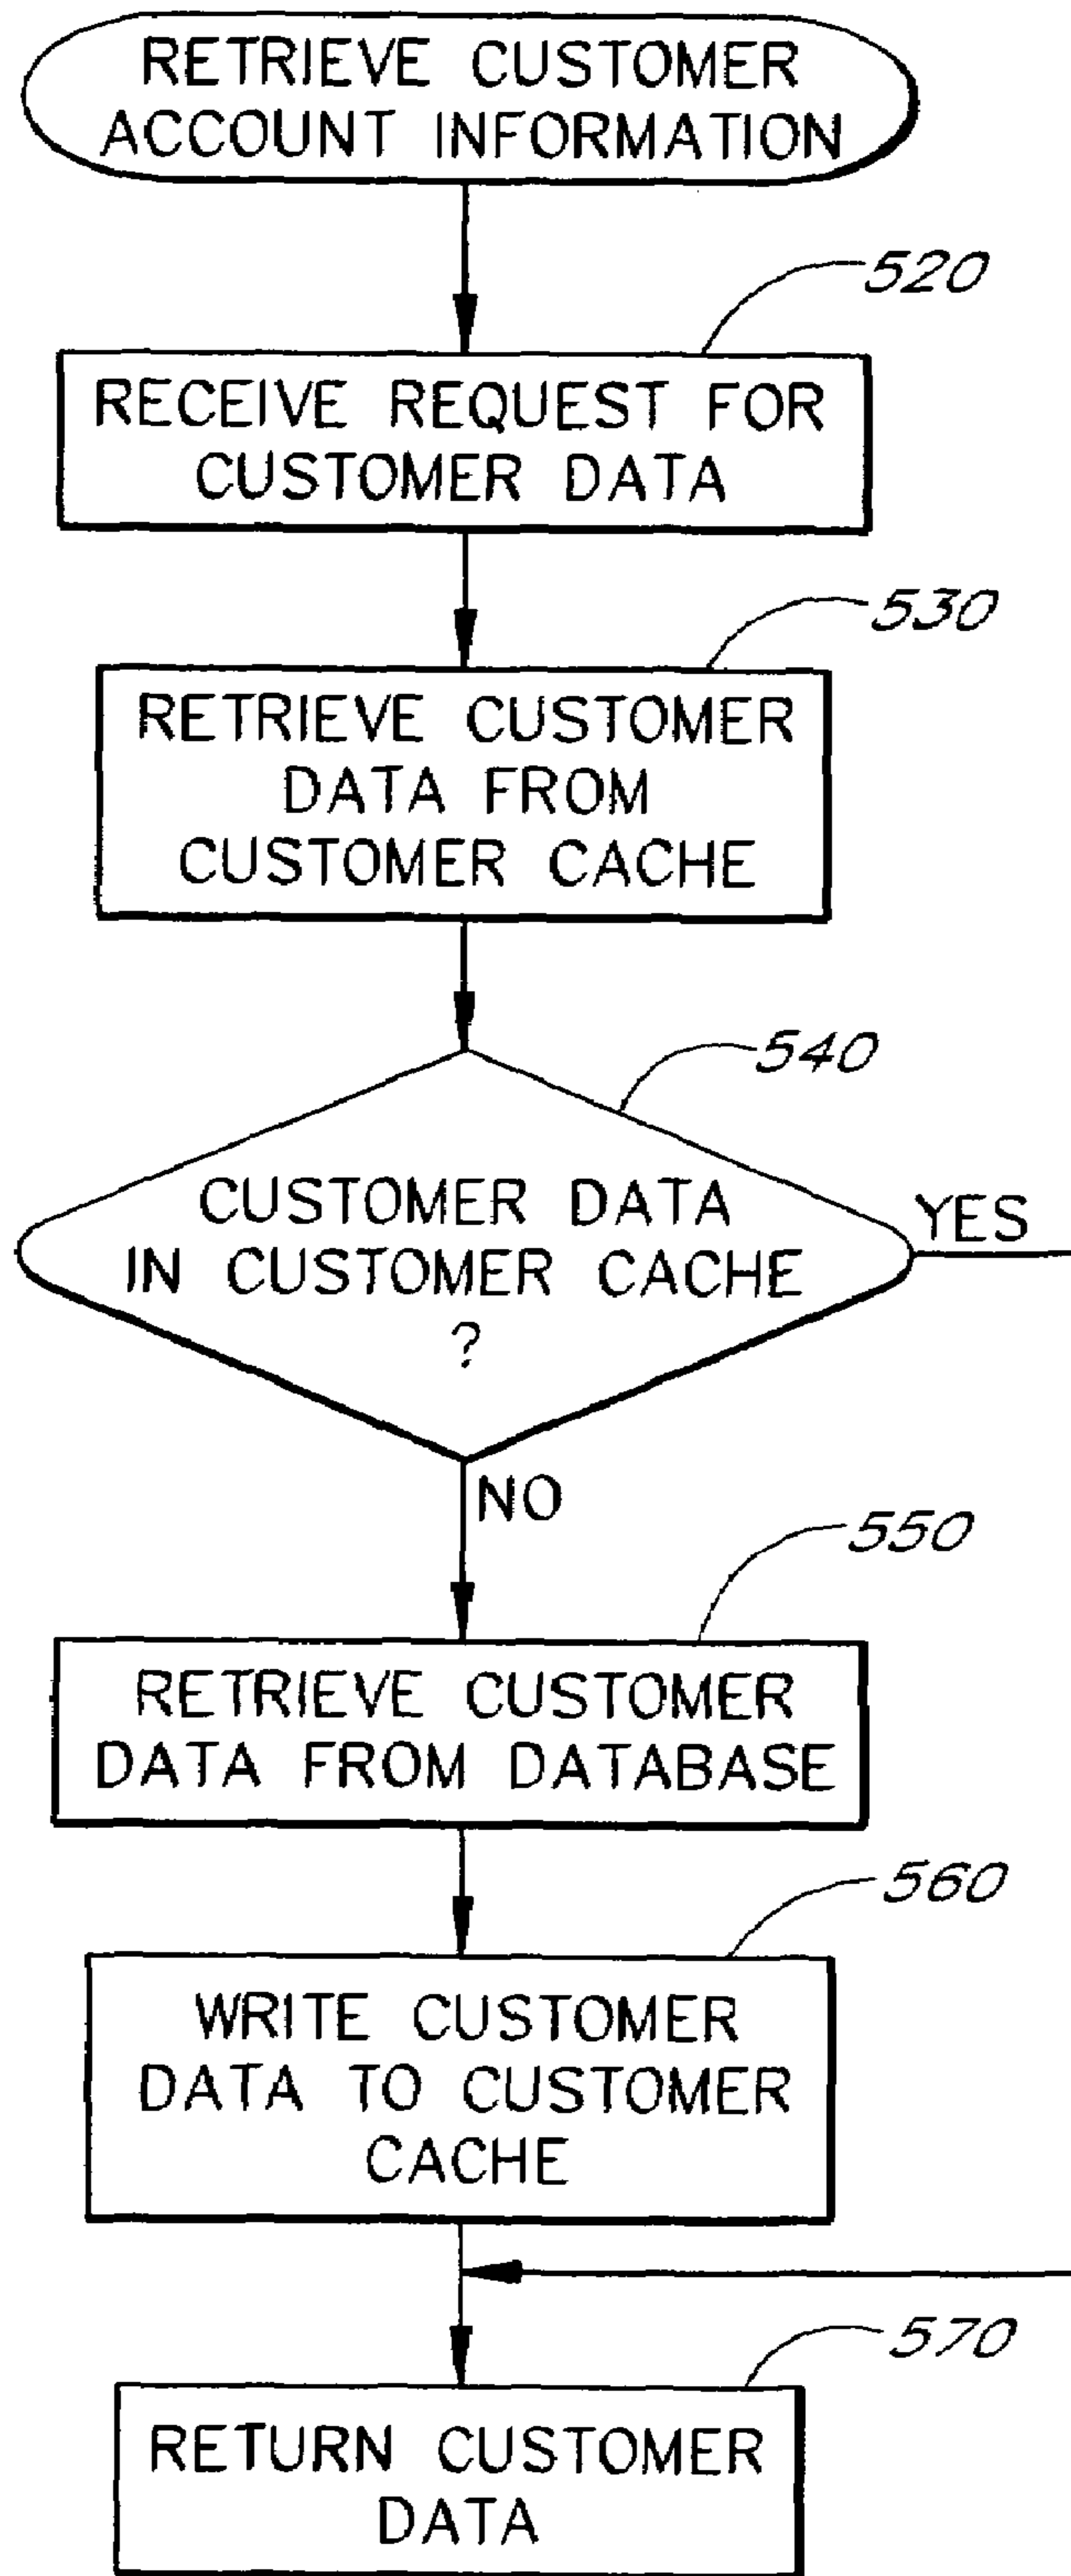 RETRIEVE CUSTOMER
ACCOUNT INFORMATION
520
RECEIVE REQUEST FOR
CUSTOMER DATA
530
RETRIEVE CUSTOMER
DATA FROM
CUSTOMER CACHE
540
CUSTOMER DATA
IN CUSTOMER CACHE
?
YES
NO
550
RETRIEVE CUSTOMER
DATA FROM DATABASE
560
WRITE CUSTOMER
DATA TO CUSTOMER
CACHE
570
RETURN CUSTOMER
DATA